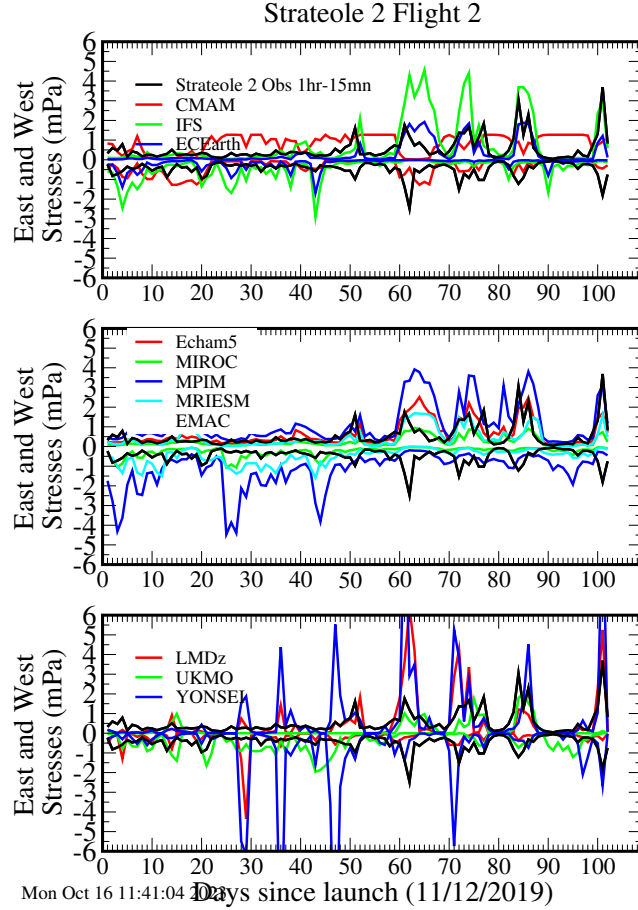 Strateole 2 Flight 2
6
5
4
3
2
1
0
-1
-2
-3
-4
-5
-6
East and West
Stresses (mPa)
Strateole 2 Obs 1hr-15mn
CMAM
IFS
ECEarth
0 10 20 30 40 50 60 70 80 90 100
6
5
4
3
2
1
0
-1
-2
-3
-4
-5
-6
East and West
Stresses (mPa)
Echam5
MIROC
MPIM
MRIESM
EMAC
0 10 20 30 40 50 60 70 80 90 100
6
5
4
3
2
1
0
-1
-2
-3
-4
-5
-6
East and West
Stresses (mPa)
LMDz
UKMO
YONSEI
0 10 20 30 40 50 60 70 80 90 100
Days since launch (11/12/2019)
Mon Oct 16 11:41:04 2023